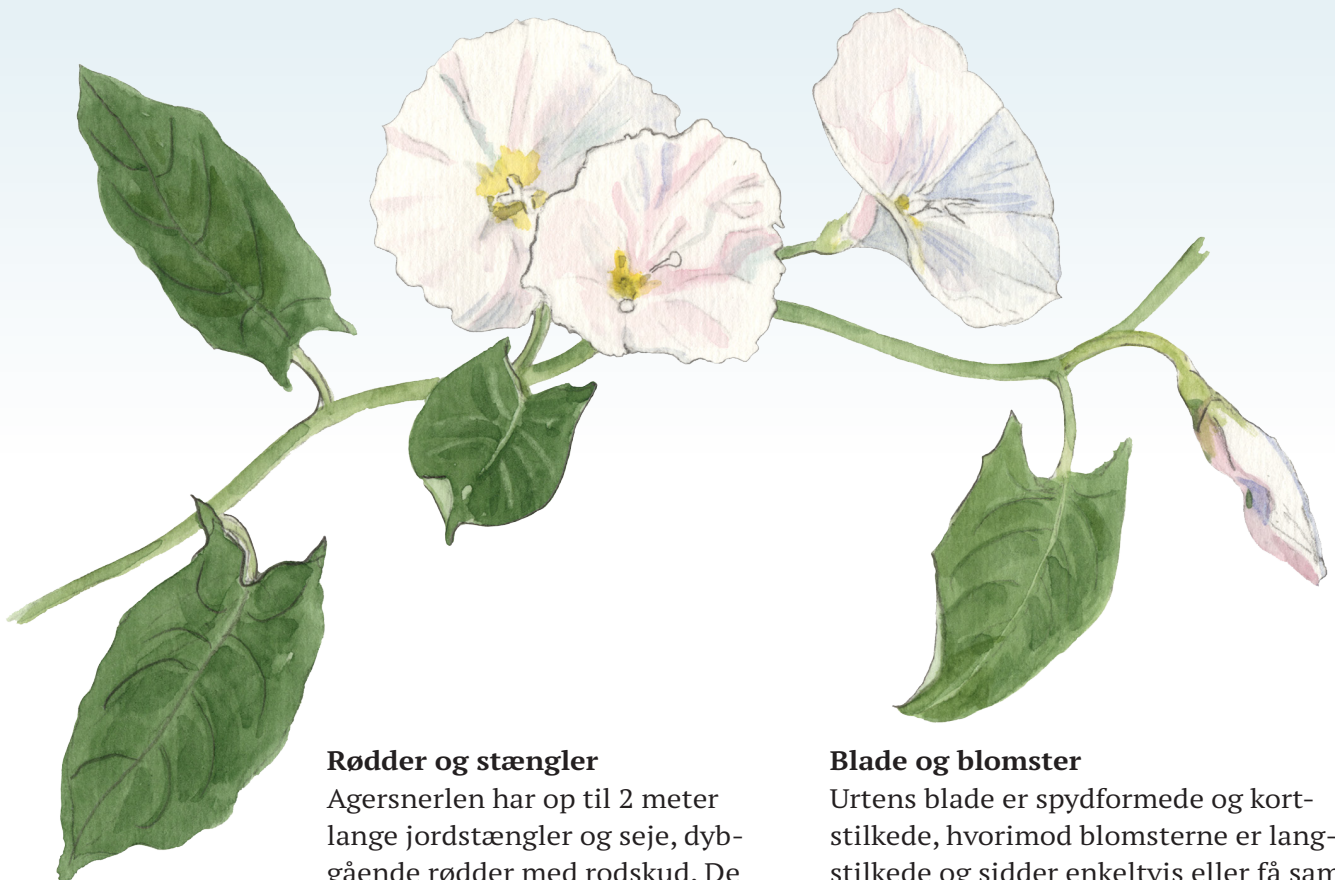 Rødder og stængler
Agersnerlen har op til 2 meter
lange jordstængler og seje, dyb-
gående rødder med rodskud. De
Blade og blomster
Urtens blade er spydformede og kort-
stilkede, hvorimod blomsterne er lang-
stilkede og sidder enkeltvis eller få sam